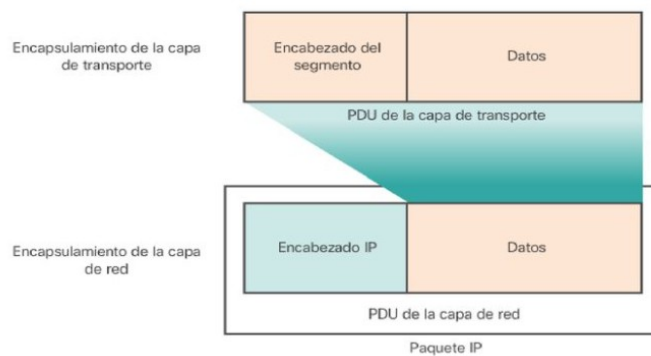 Encapsulamiento de la capa
de transporte
Encabezado del
segmento
Datos
PDU de la capa de transporte
Encapsulamiento de la capa
de red
Encabezado IP
Datos
PDU de la capa de red
Paquete IP